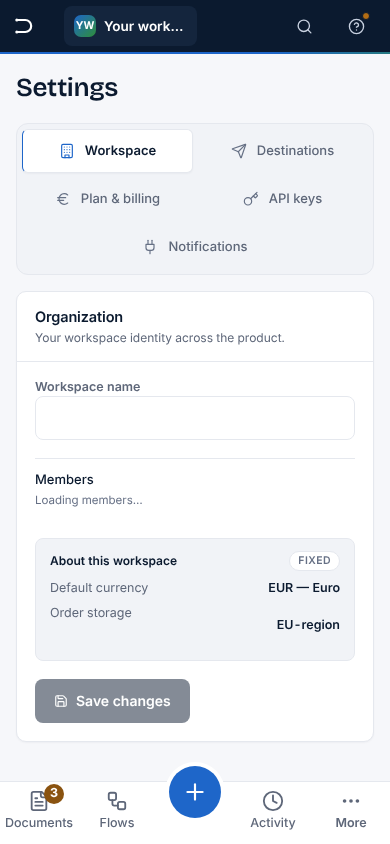 YW Your work...
Settings
Workspace
Destinations
Plan & billing
API keys
Notifications
Organization
Your workspace identity across the product.
Workspace name
Members
Loading members...
About this workspace
FIXED
Default currency
EUR — Euro
Order storage
EU-region
Save changes
3
Documents
Flows
Activity
More